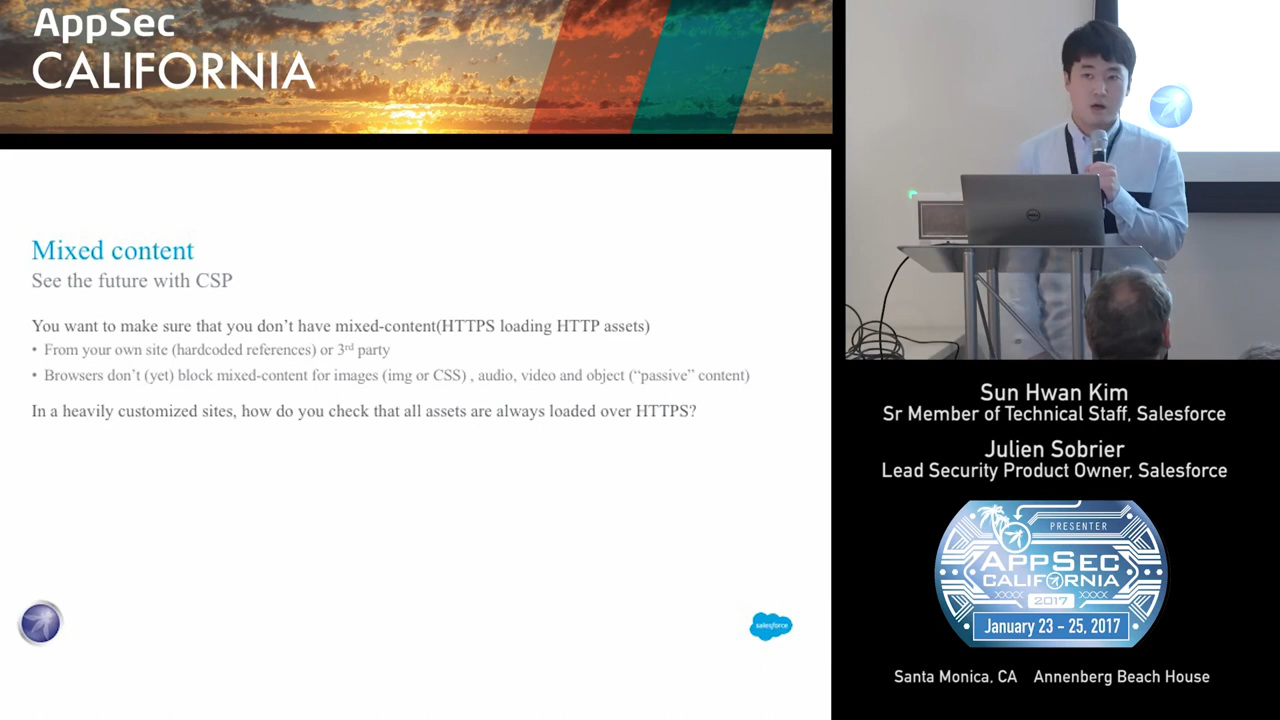 AppSec
CALIFORNIA
Mixed content
See the future with CSP
You want to make sure that you don’t have mixed-content(HTTPS loading HTTP assets)
• From your own site (hardcoded references) or 3rd party
• Browsers don’t (yet) block mixed-content for images (img or CSS) , audio, video and object (“passive” content)
In a heavily customized sites, how do you check that all assets are always loaded over HTTPS?
salesforce
Sun Hwan Kim
Sr Member of Technical Staff, Salesforce
Julien Sobrier
Lead Security Product Owner, Salesforce
PRESENTER
APPSEC
CALIFORNIA
XXXX 2017 XXXX
January 23 - 25, 2017
Santa Monica, CA Annenberg Beach House
DELL